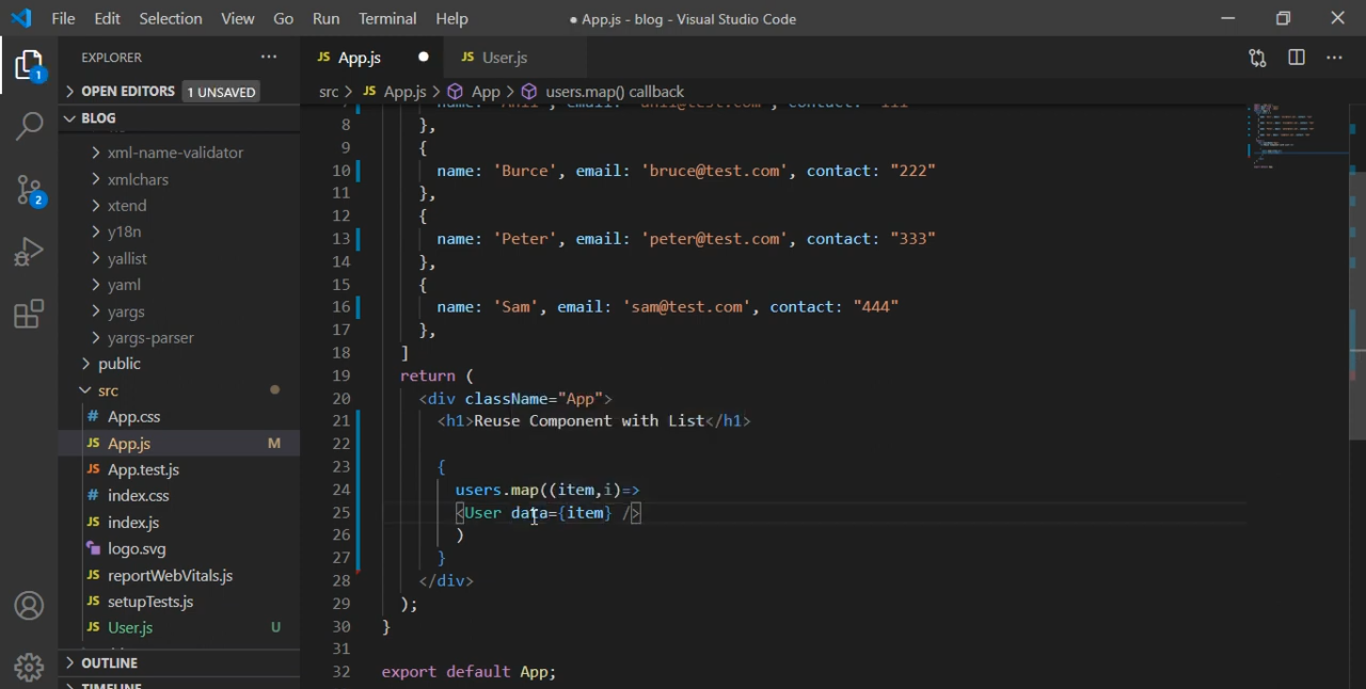 File Edit Selection View Go Run Terminal Help ● App.js - blog - Visual Studio Code
EXPLORER ··· JS App.js ● JS User.js ···
OPEN EDITORS 1 UNSAVED
src > JS App.js > App > users.map() callback
BLOG
xml-name-validator
xmlchars
xtend
y18n
yallist
yaml
yargs
yargs-parser
public
src
# App.css
JS App.js M
JS App.test.js
# index.css
JS index.js
logo.svg
JS reportWebVitals.js
JS setupTests.js
JS User.js U
OUTLINE
TIMELINE
1
2
8 },
9 {
10 name: 'Burce', email: 'bruce@test.com', contact: "222"
11 },
12 {
13 name: 'Peter', email: 'peter@test.com', contact: "333"
14 },
15 {
16 name: 'Sam', email: 'sam@test.com', contact: "444"
17 },
18 ]
19 return (
20 <div className="App">
21 <h1>Reuse Component with List</h1>
22
23 {
24 users.map((item,i)=>
25 <User data={item} />
26 )
27 }
28 </div>
29 );
30 }
31
32 export default App;